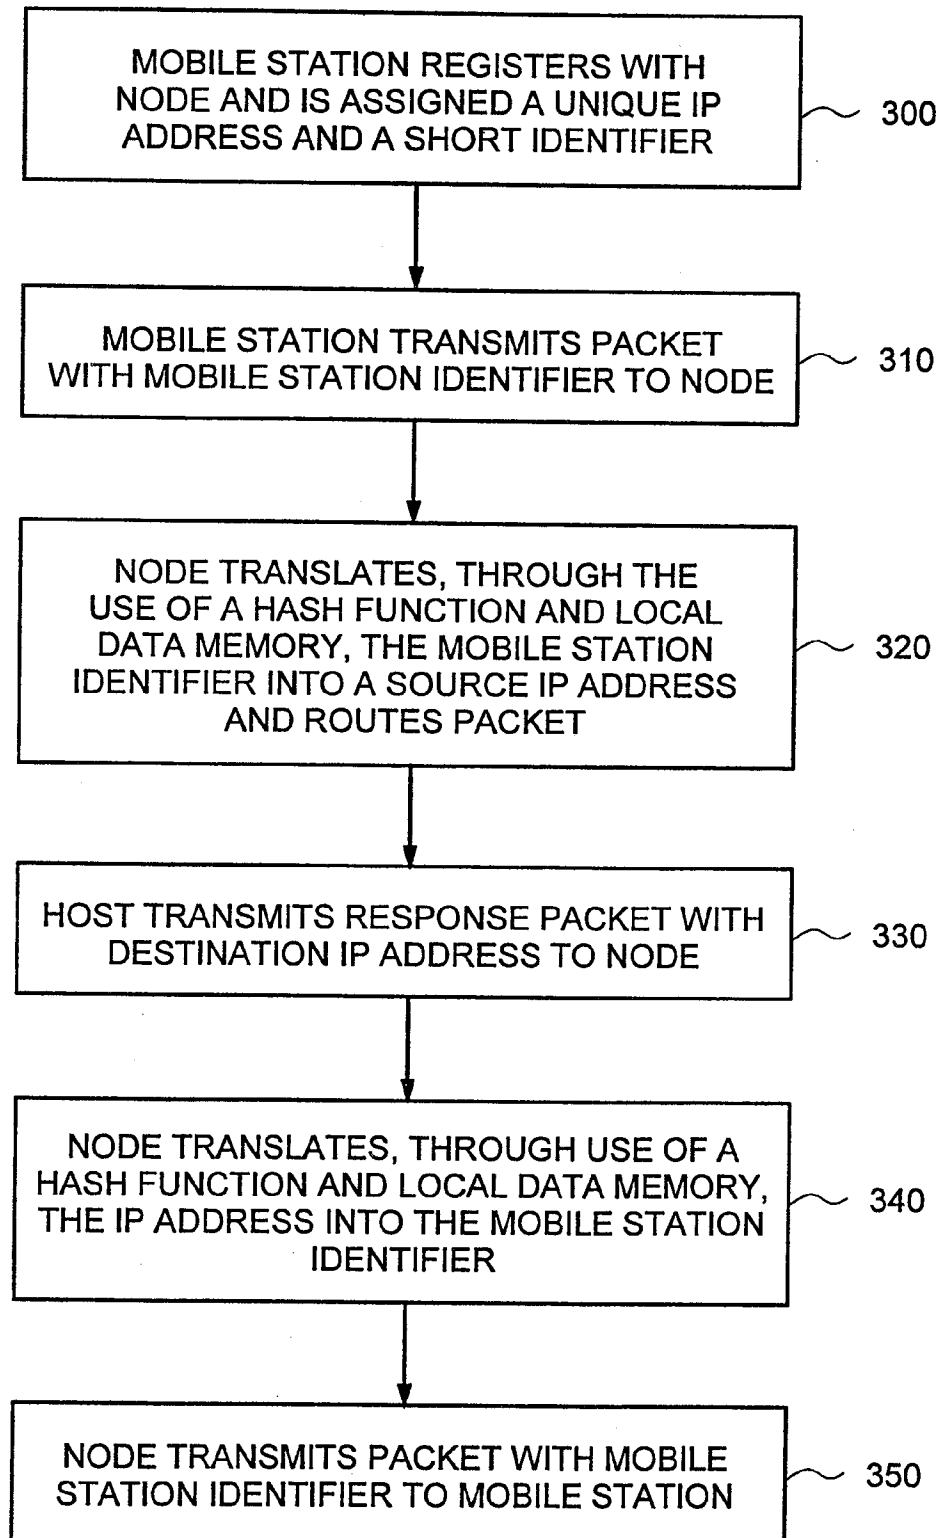 MOBILE STATION REGISTERS WITH
NODE AND IS ASSIGNED A UNIQUE IP
ADDRESS AND A SHORT IDENTIFIER
300
MOBILE STATION TRANSMITS PACKET
WITH MOBILE STATION IDENTIFIER TO NODE
310
NODE TRANSLATES, THROUGH THE
USE OF A HASH FUNCTION AND LOCAL
DATA MEMORY, THE MOBILE STATION
IDENTIFIER INTO A SOURCE IP ADDRESS
AND ROUTES PACKET
320
HOST TRANSMITS RESPONSE PACKET WITH
DESTINATION IP ADDRESS TO NODE
330
NODE TRANSLATES, THROUGH USE OF A
HASH FUNCTION AND LOCAL DATA MEMORY,
THE IP ADDRESS INTO THE MOBILE STATION
IDENTIFIER
340
NODE TRANSMITS PACKET WITH MOBILE
STATION IDENTIFIER TO MOBILE STATION
350